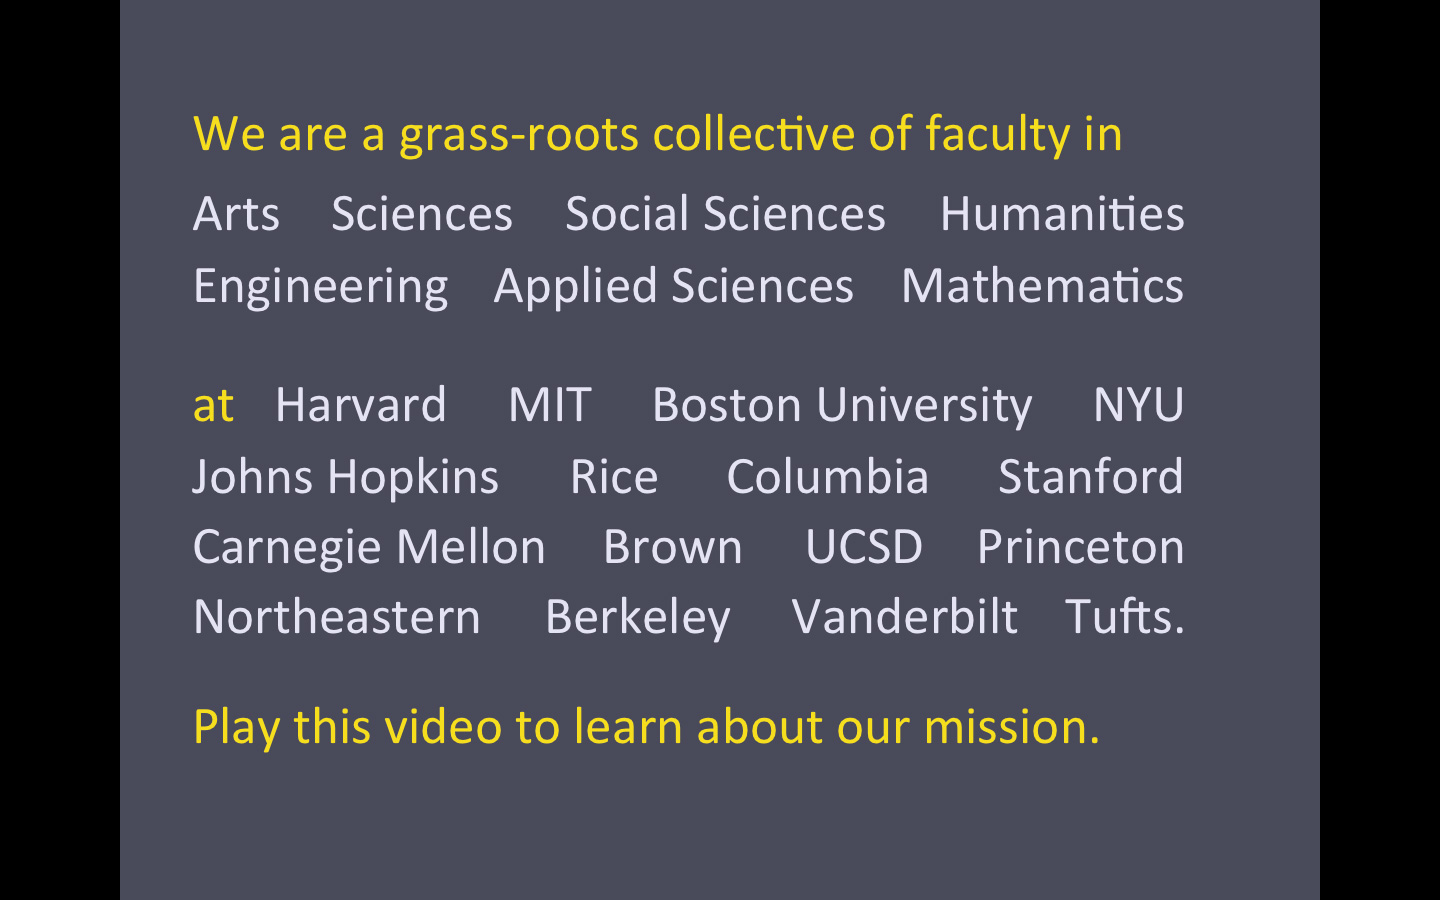 We are a grass-roots collective of faculty in
Arts Sciences Social Sciences Humanities
Engineering Applied Sciences Mathematics
at Harvard MIT Boston University NYU
Johns Hopkins Rice Columbia Stanford
Carnegie Mellon Brown UCSD Princeton
Northeastern Berkeley Vanderbilt Tufts.
Play this video to learn about our mission.